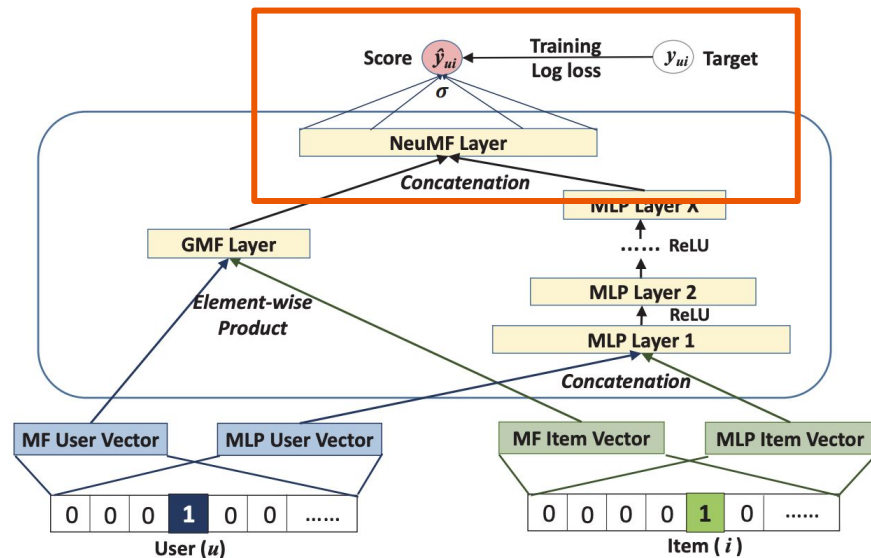 Score ŷui Training yui Target
Log loss
σ
NeuMF Layer
Concatenation
MLP Layer X
GMF Layer
…… ReLU
Element-wise
Product
MLP Layer 2
ReLU
MLP Layer 1
Concatenation
MF User Vector MLP User Vector MF Item Vector MLP Item Vector
0 0 0 1 0 0 …… 0 0 0 0 1 0 ……
User (u) Item ( i )